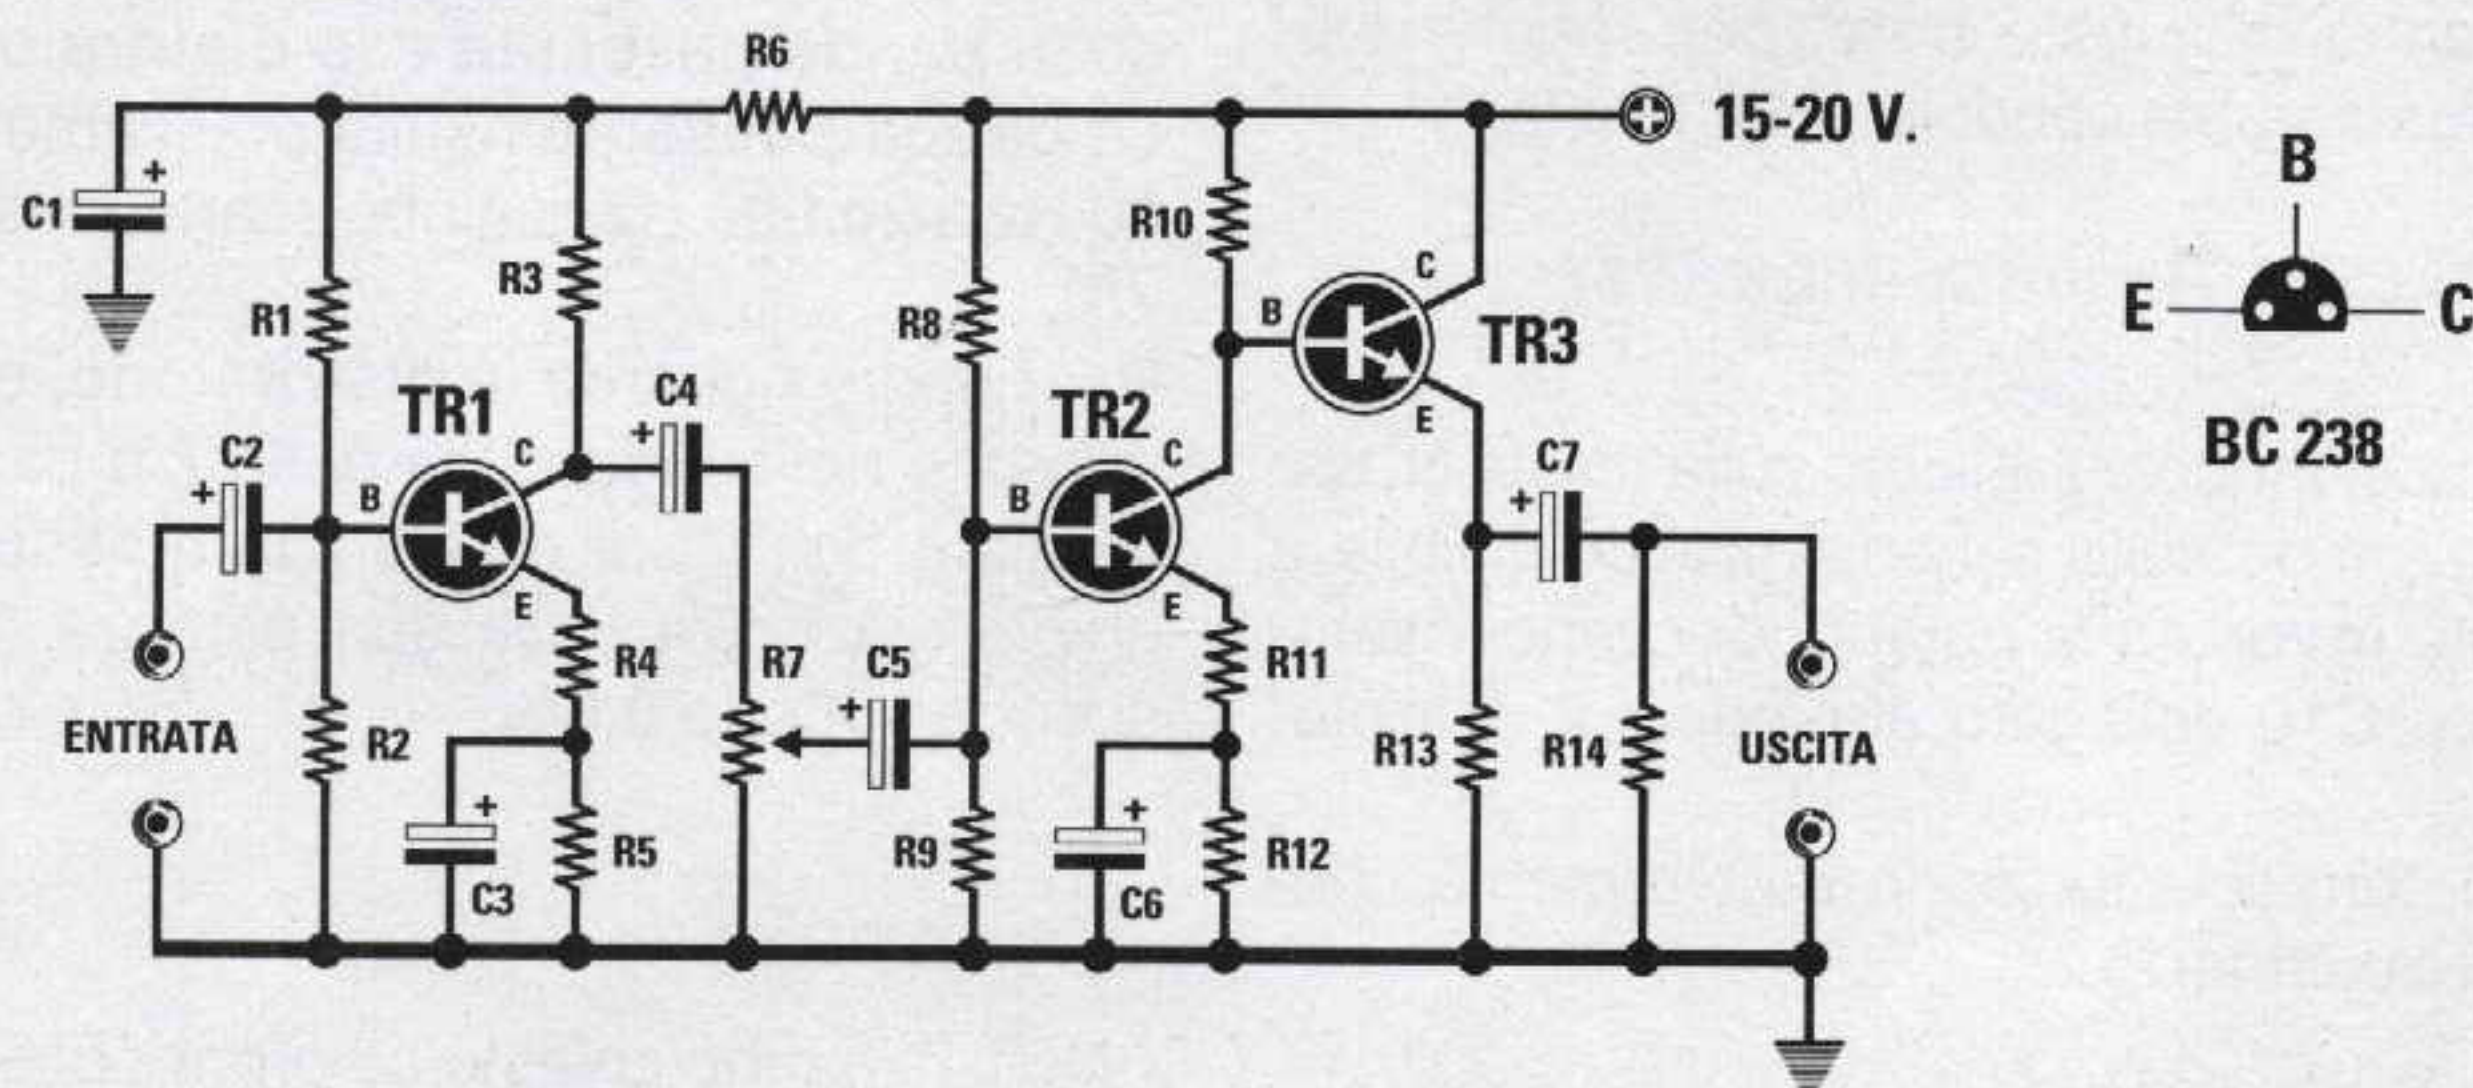 R6
15-20 V.
B
C1
+
R10
R3
C
R1
R8
B
TR3
E
C
TR1
C4
TR2
E
BC 238
C2
+
C
+
C
C7
+
B
B
E
E
R4
R7
C5
R11
ENTRATA
R2
+
R13
R14
USCITA
+
+
R5
R9
R12
C3
C6